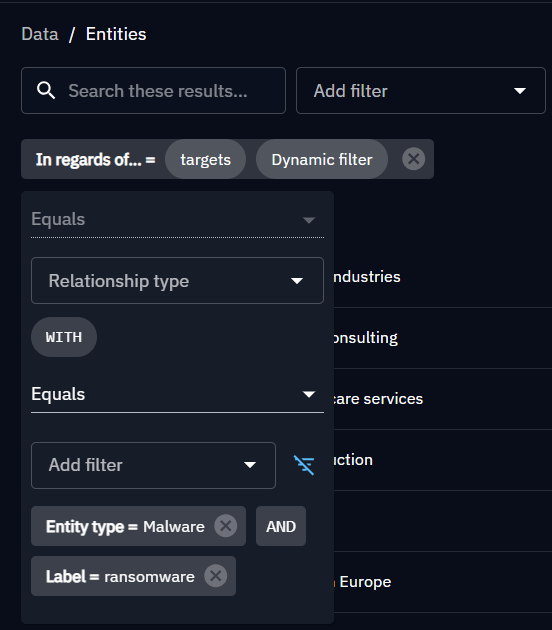 Data / Entities
Search these results... Add filter
In regards of... = targets Dynamic filter
Equals
Relationship type
ndustries
WITH
onsulting
Equals
care services
Add filter
uction
Entity type = Malware AND
Label = ransomware
Europe